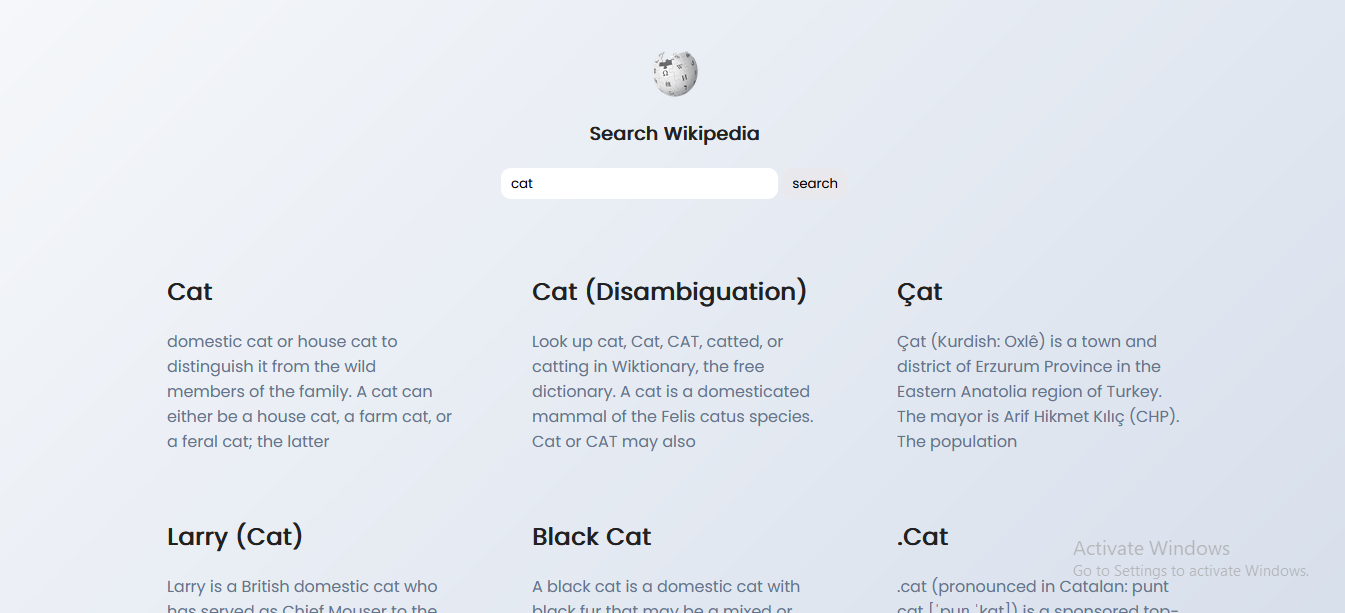 Search Wikipedia
cat
search
Cat
domestic cat or house cat to
distinguish it from the wild
members of the family. A cat can
either be a house cat, a farm cat, or
a feral cat; the latter
Cat (Disambiguation)
Look up cat, Cat, CAT, catted, or
catting in Wiktionary, the free
dictionary. A cat is a domesticated
mammal of the Felis catus species.
Cat or CAT may also
Çat
Çat (Kurdish: Oxlê) is a town and
district of Erzurum Province in the
Eastern Anatolia region of Turkey.
The mayor is Arif Hikmet Kılıç (CHP).
The population
Larry (Cat)
Larry is a British domestic cat who
has served as Chief Mouser to the
Black Cat
A black cat is a domestic cat with
black fur that may be a mixed or
.Cat
.cat (pronounced in Catalan: punt
cat [ˈpun ˈkat]) is a sponsored top-
Activate Windows
Go to Settings to activate Windows.